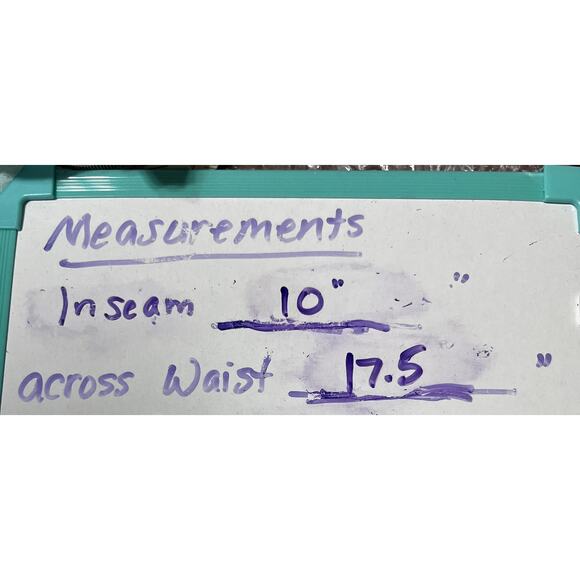 Measurements
Inseam 10" "
across Waist 17.5 "